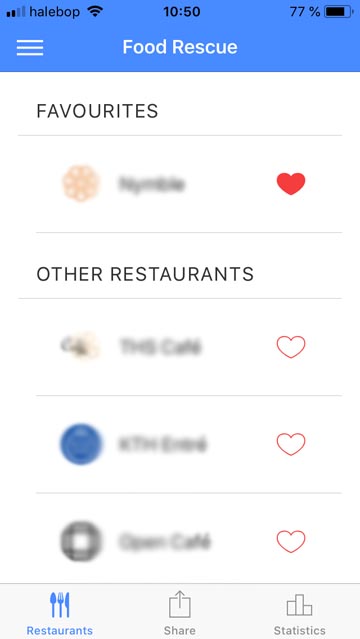 halebop 10:50 77 %
Food Rescue
FAVOURITES
Nymble
OTHER RESTAURANTS
THS Café
KTH Entré
Open Café
Restaurants Share Statistics